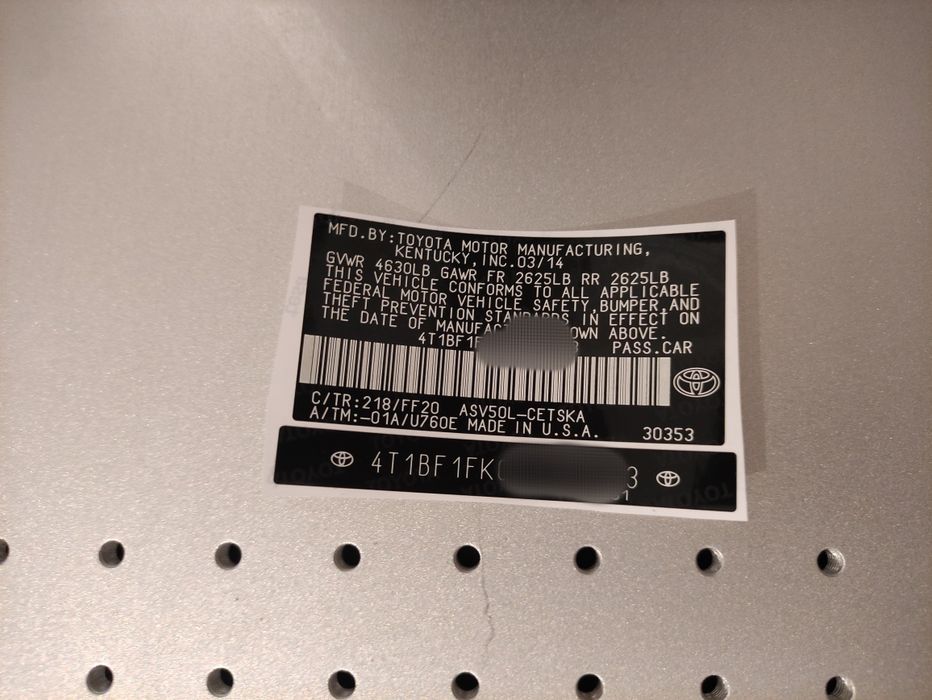 MFD.BY:TOYOTA MOTOR MANUFACTURING,
KENTUCKY,INC.03/14
GVWR 4630LB GAWR FR 2625LB RR 2625LB
THIS VEHICLE CONFORMS TO ALL APPLICABLE
FEDERAL MOTOR VEHICLE SAFETY,BUMPER,AND
THEFT PREVENTION STANDARDS IN EFFECT ON
THE DATE OF ABOVE.
PASS.CAR
C/TR:218/FF20 ASV50L-CETSKA
A/TM:-01A/U760E MADE IN U.S.A. 30353
4T1BF1FK